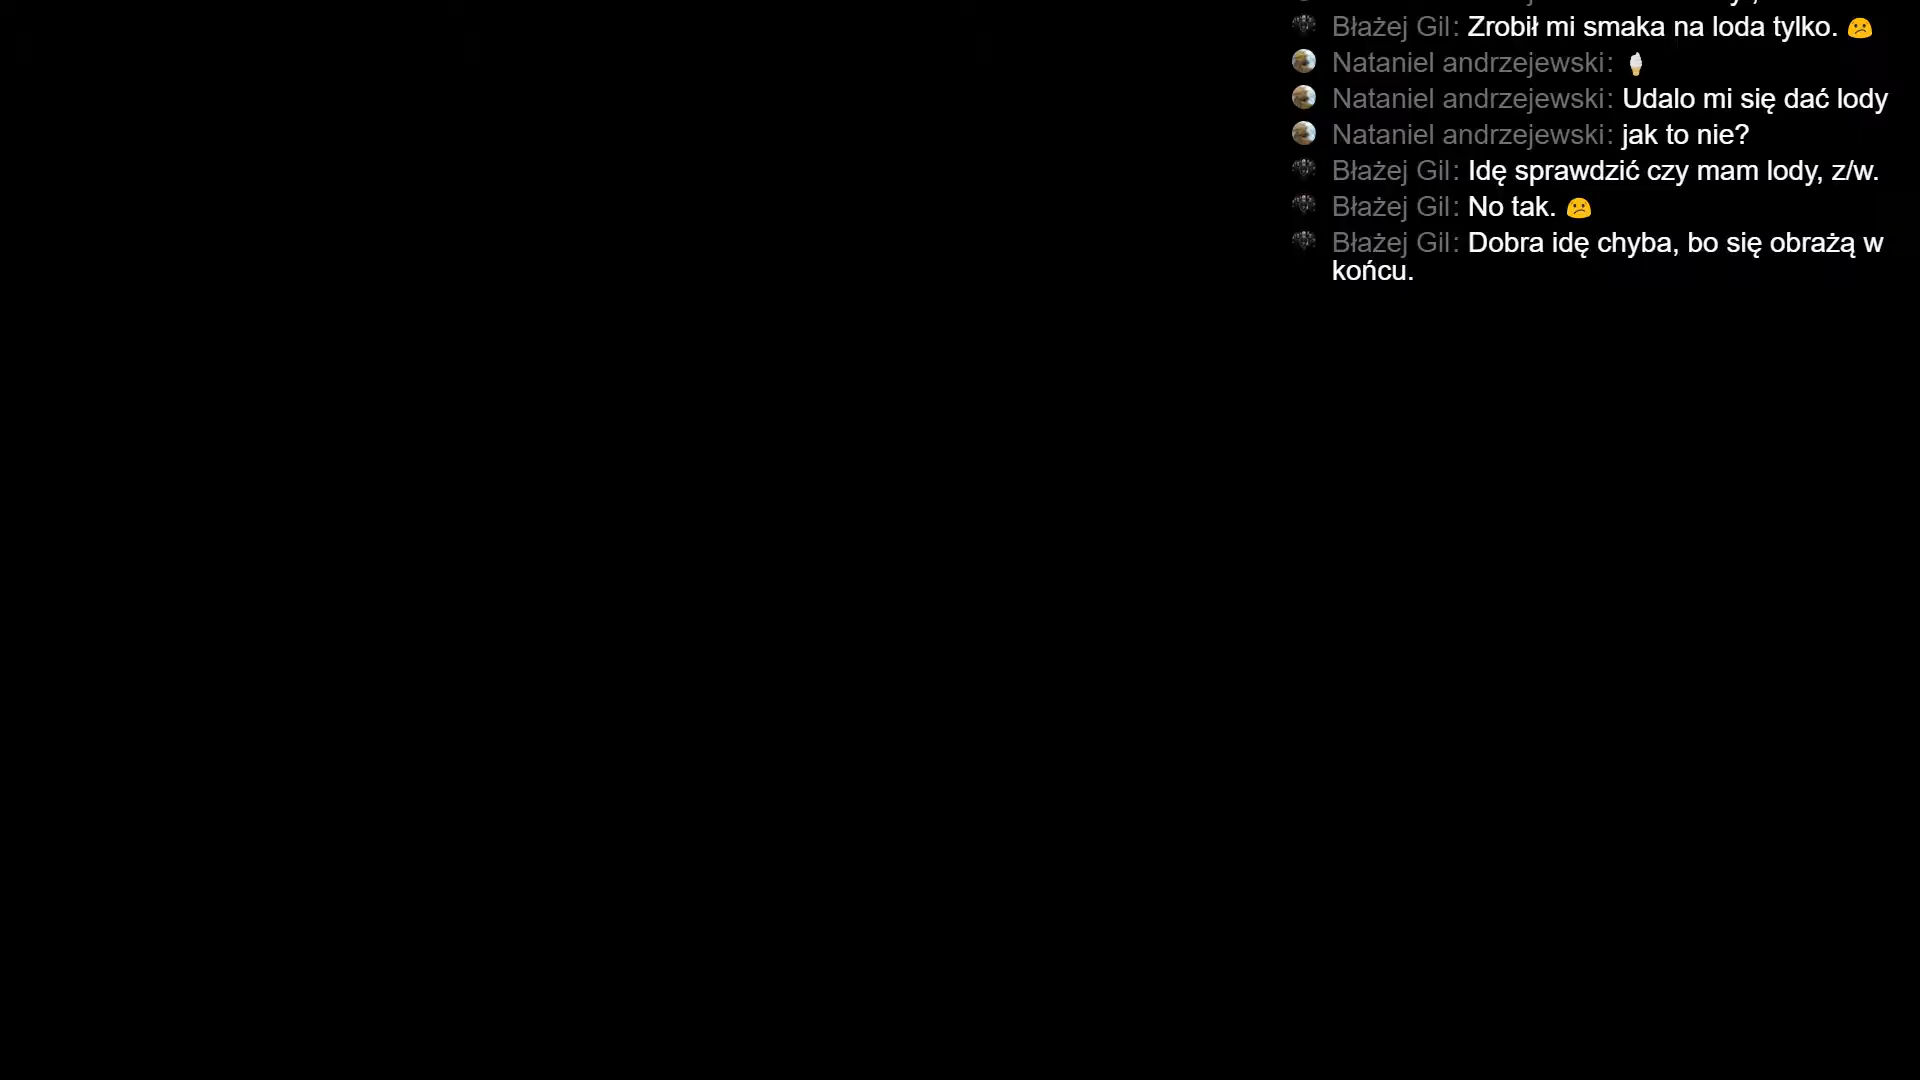 Błażej Gil: Zrobił mi smaka na loda tylko. 😕
Nataniel andrzejewski: 🍦
Nataniel andrzejewski: Udalo mi się dać lody
Nataniel andrzejewski: jak to nie?
Błażej Gil: Idę sprawdzić czy mam lody, z/w.
Błażej Gil: No tak. 😕
Błażej Gil: Dobra idę chyba, bo się obrażą w
końcu.